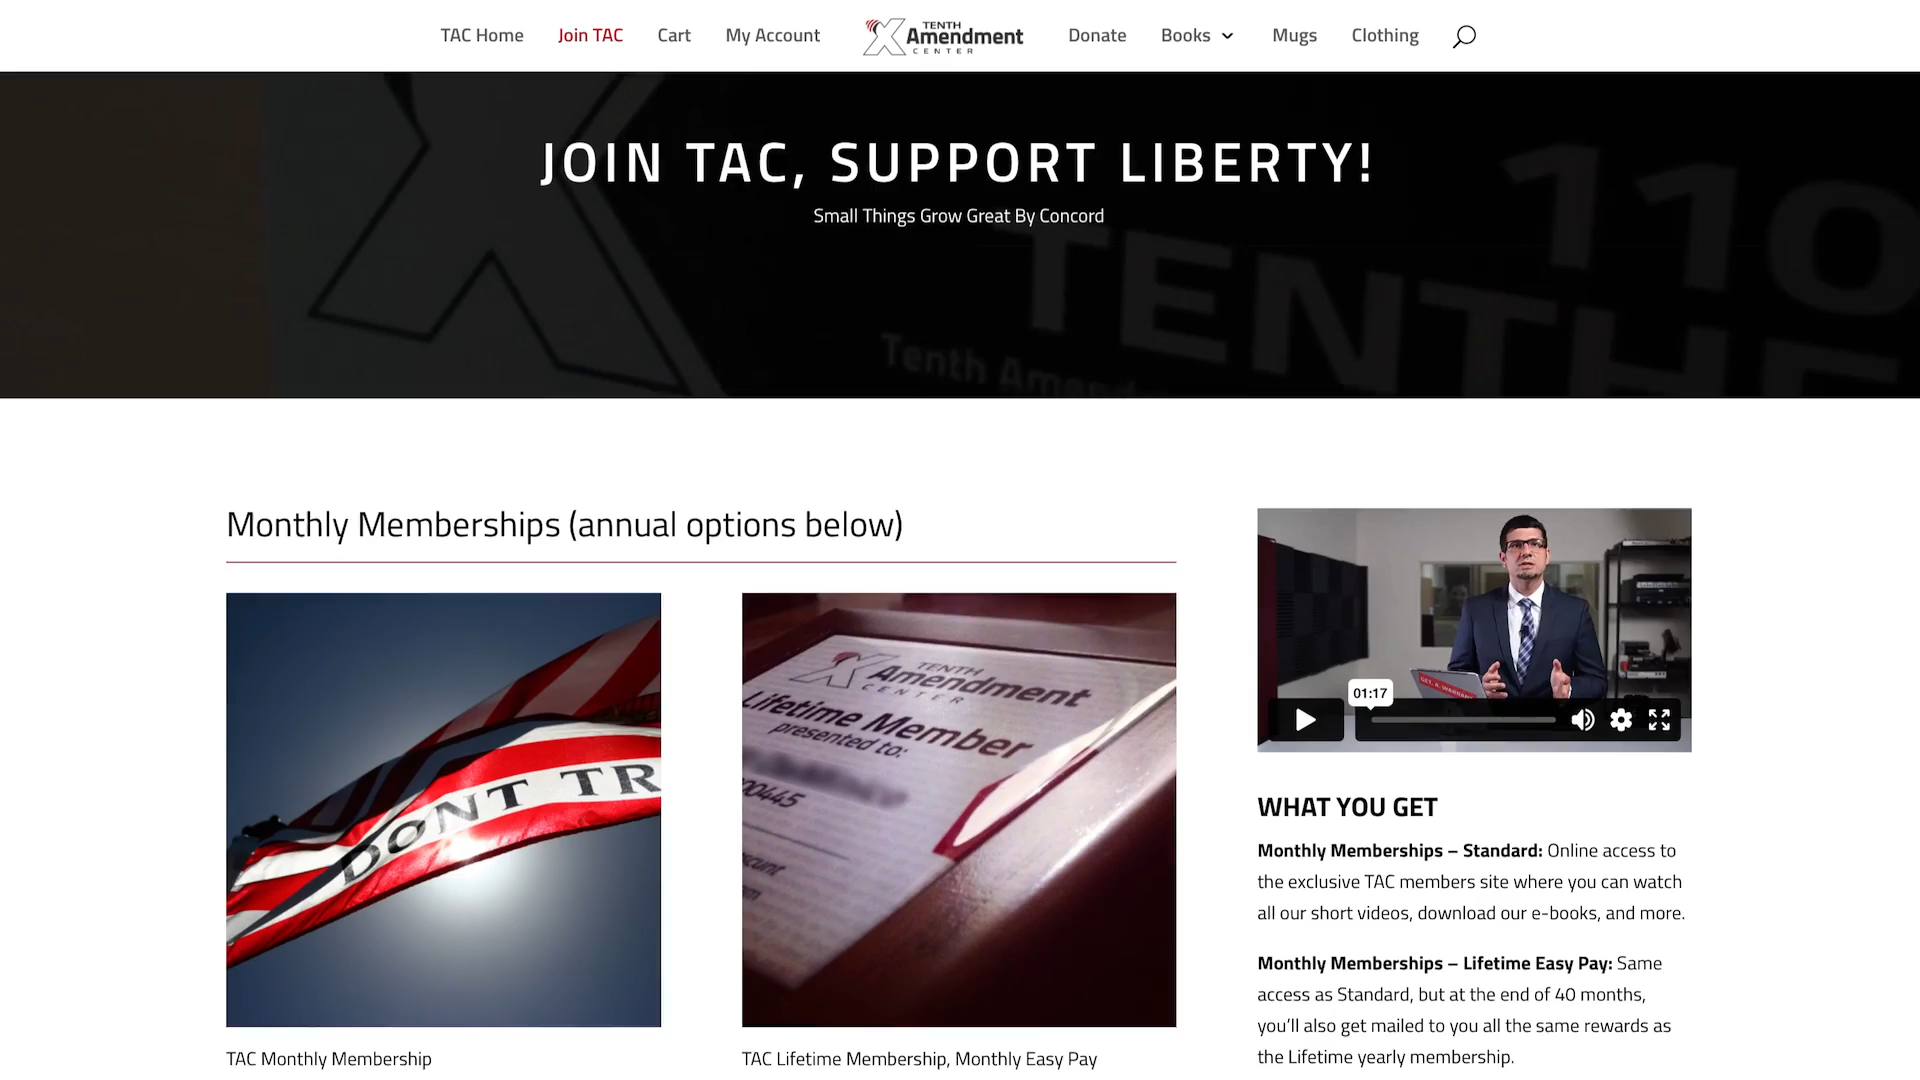 TAC Home
Join TAC
Cart
My Account
TENTH
Amendment
CENTER
Donate
Books
Mugs
Clothing
JOIN TAC, SUPPORT LIBERTY!
Small Things Grow Great By Concord
110
TENTH
Tenth
Monthly Memberships (annual options below)
DONT TR
TAC Monthly Membership
TENTH
Amendment
CENTER
Lifetime Member
presented to:
00445
TAC Lifetime Membership, Monthly Easy Pay
GET. A. WARRANT
01:17
WHAT YOU GET
Monthly Memberships – Standard: Online access to
the exclusive TAC members site where you can watch
all our short videos, download our e-books, and more.
Monthly Memberships – Lifetime Easy Pay: Same
access as Standard, but at the end of 40 months,
you'll also get mailed to you all the same rewards as
the Lifetime yearly membership.